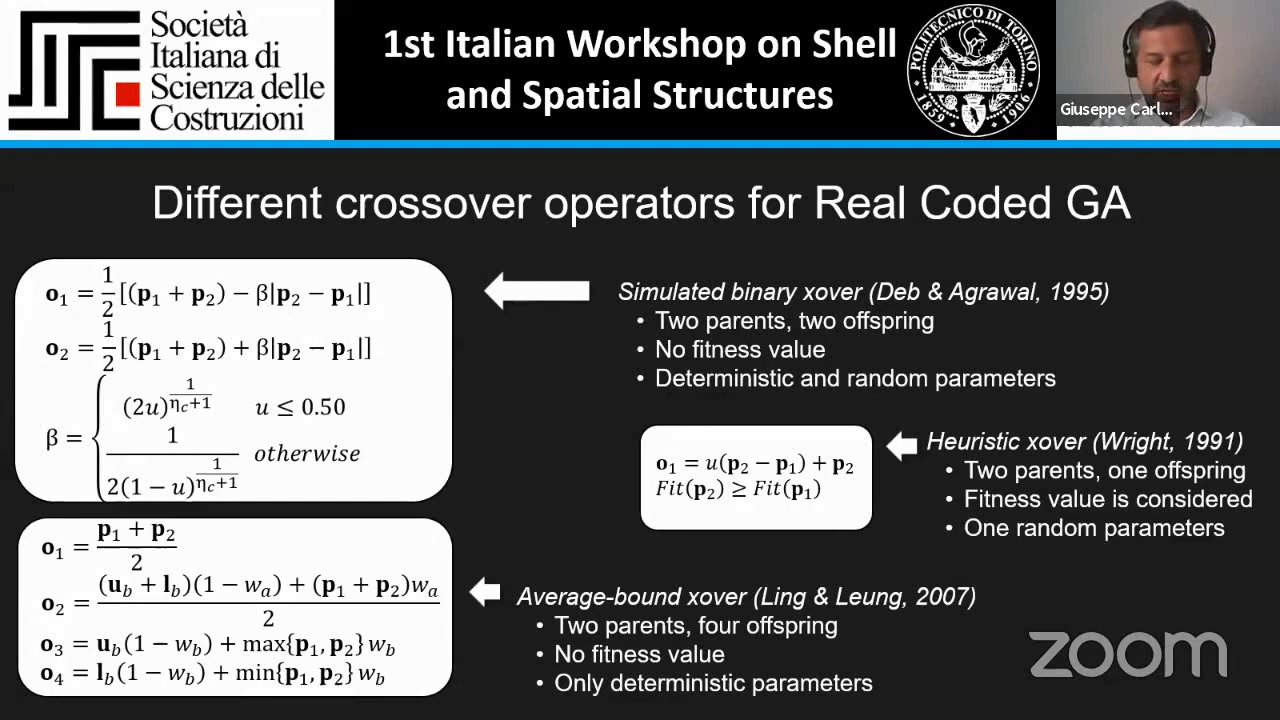 Società
Italiana di
Scienza delle
Costruzioni
1st Italian Workshop on Shell
and Spatial Structures
POLITECNICO DI TORINO
1859 1906
Giuseppe Carl...
Different crossover operators for Real Coded GA
𝐨₁ = 1/2 [(𝐩₁ + 𝐩₂) − β|𝐩₂ − 𝐩₁|]
𝐨₂ = 1/2 [(𝐩₁ + 𝐩₂) + β|𝐩₂ − 𝐩₁|]
β = { (2u)^(1/(η_c+1)) u ≤ 0.50
1/(2(1 − u)^(1/(η_c+1))) otherwise
Simulated binary xover (Deb & Agrawal, 1995)
• Two parents, two offspring
• No fitness value
• Deterministic and random parameters
𝐨₁ = u(𝐩₂ − 𝐩₁) + 𝐩₂
Fit(𝐩₂) ≥ Fit(𝐩₁)
Heuristic xover (Wright, 1991)
• Two parents, one offspring
• Fitness value is considered
• One random parameters
𝐨₁ = (𝐩₁ + 𝐩₂)/2
𝐨₂ = ((𝐮_b + 𝐥_b)(1 − w_a) + (𝐩₁ + 𝐩₂)w_a)/2
𝐨₃ = 𝐮_b(1 − w_b) + max{𝐩₁, 𝐩₂} w_b
𝐨₄ = 𝐥_b(1 − w_b) + min{𝐩₁, 𝐩₂} w_b
Average-bound xover (Ling & Leung, 2007)
• Two parents, four offspring
• No fitness value
• Only deterministic parameters
zoom